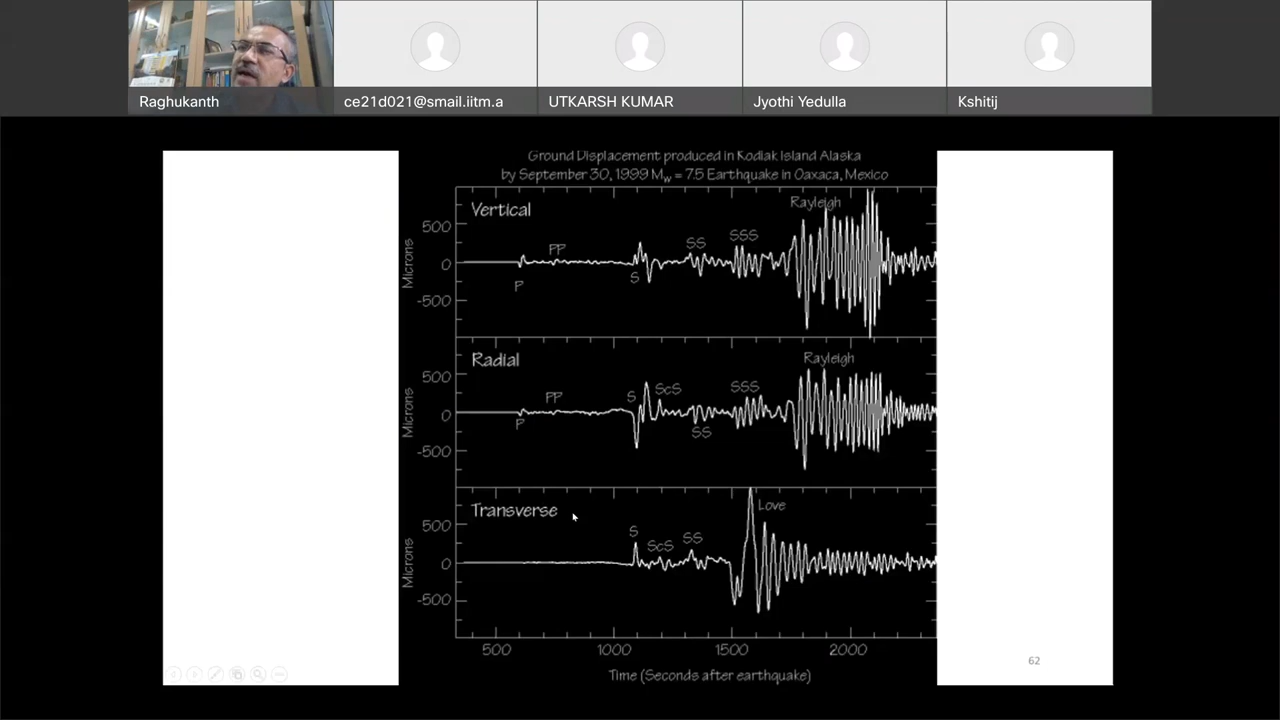 Raghukanth
ce21d021@smail.iitm.a
UTKARSH KUMAR
Jyothi Yedulla
Kshitij
Ground Displacement produced in Kodiak Island Alaska
by September 30, 1999 Mw = 7.5 Earthquake in Oaxaca, Mexico
Vertical
Rayleigh
500
0
-500
Microns
P
PP
S
SS
SSS
Radial
Rayleigh
500
0
-500
Microns
P
PP
S
ScS
SS
SSS
Transverse
Love
500
0
-500
Microns
S
ScS
SS
500
1000
1500
2000
Time (Seconds after earthquake)
62